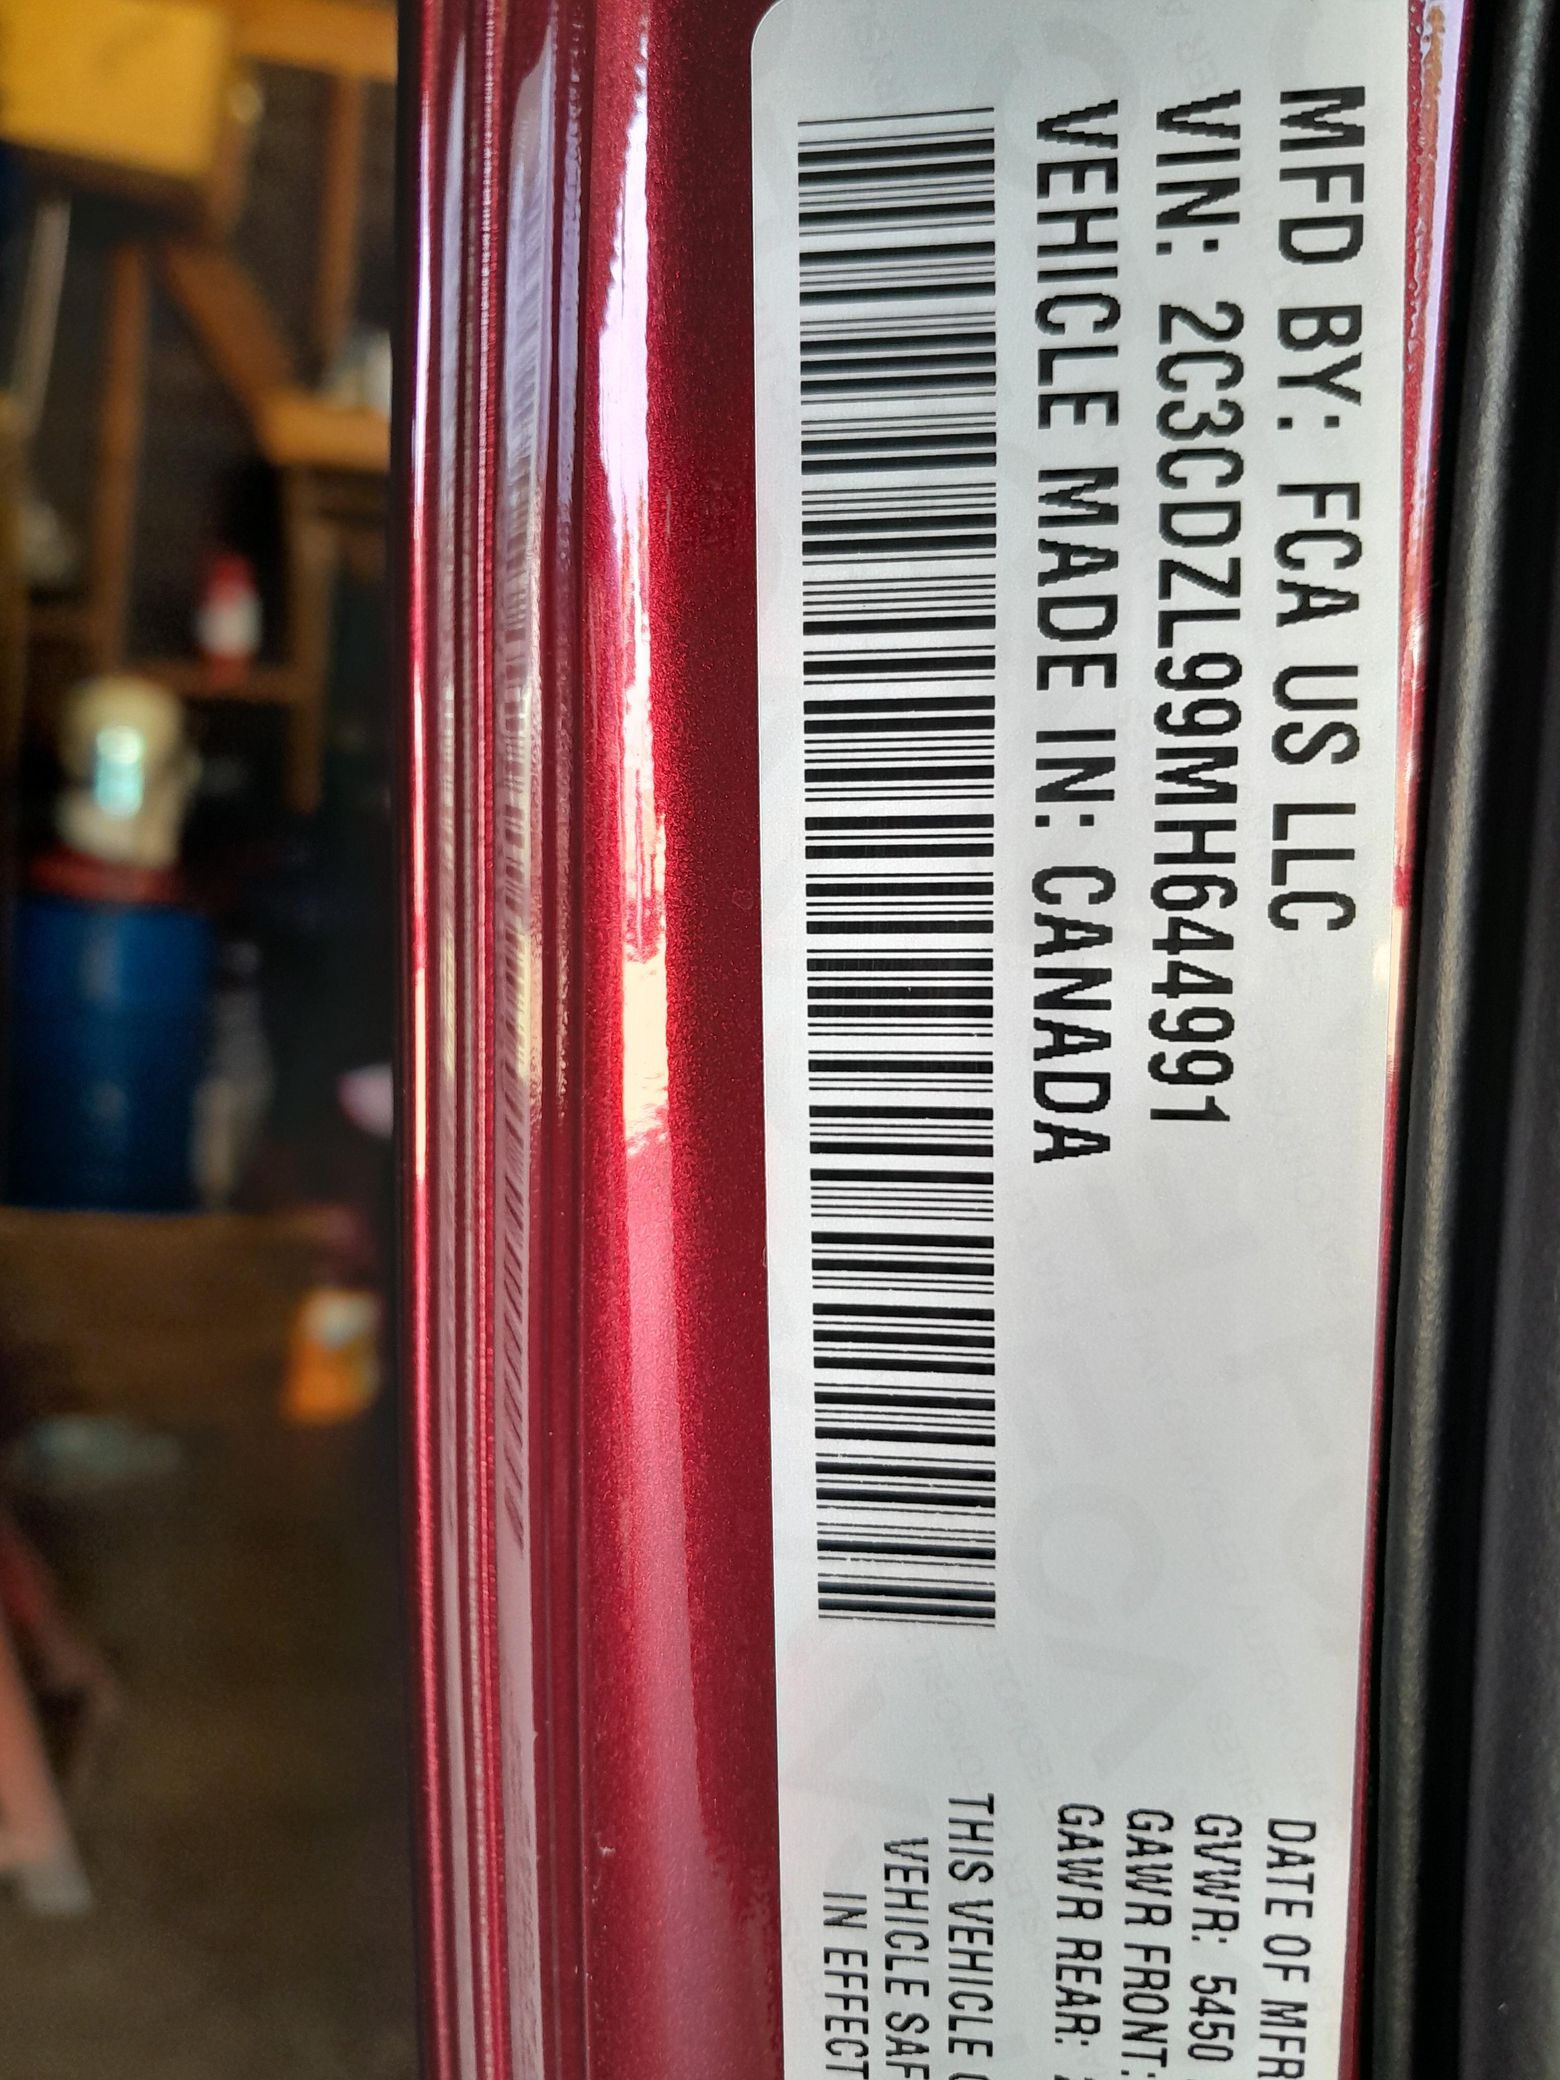 MFD BY: FCA US LLC
VIN: 2C3CDZL99MH644991
VEHICLE MADE IN: CANADA
DATE OF MFR
GVWR: 5450
GAWR FRONT:
GAWR REAR:
THIS VEHICLE
VEHICLE SAF
IN EFFECT